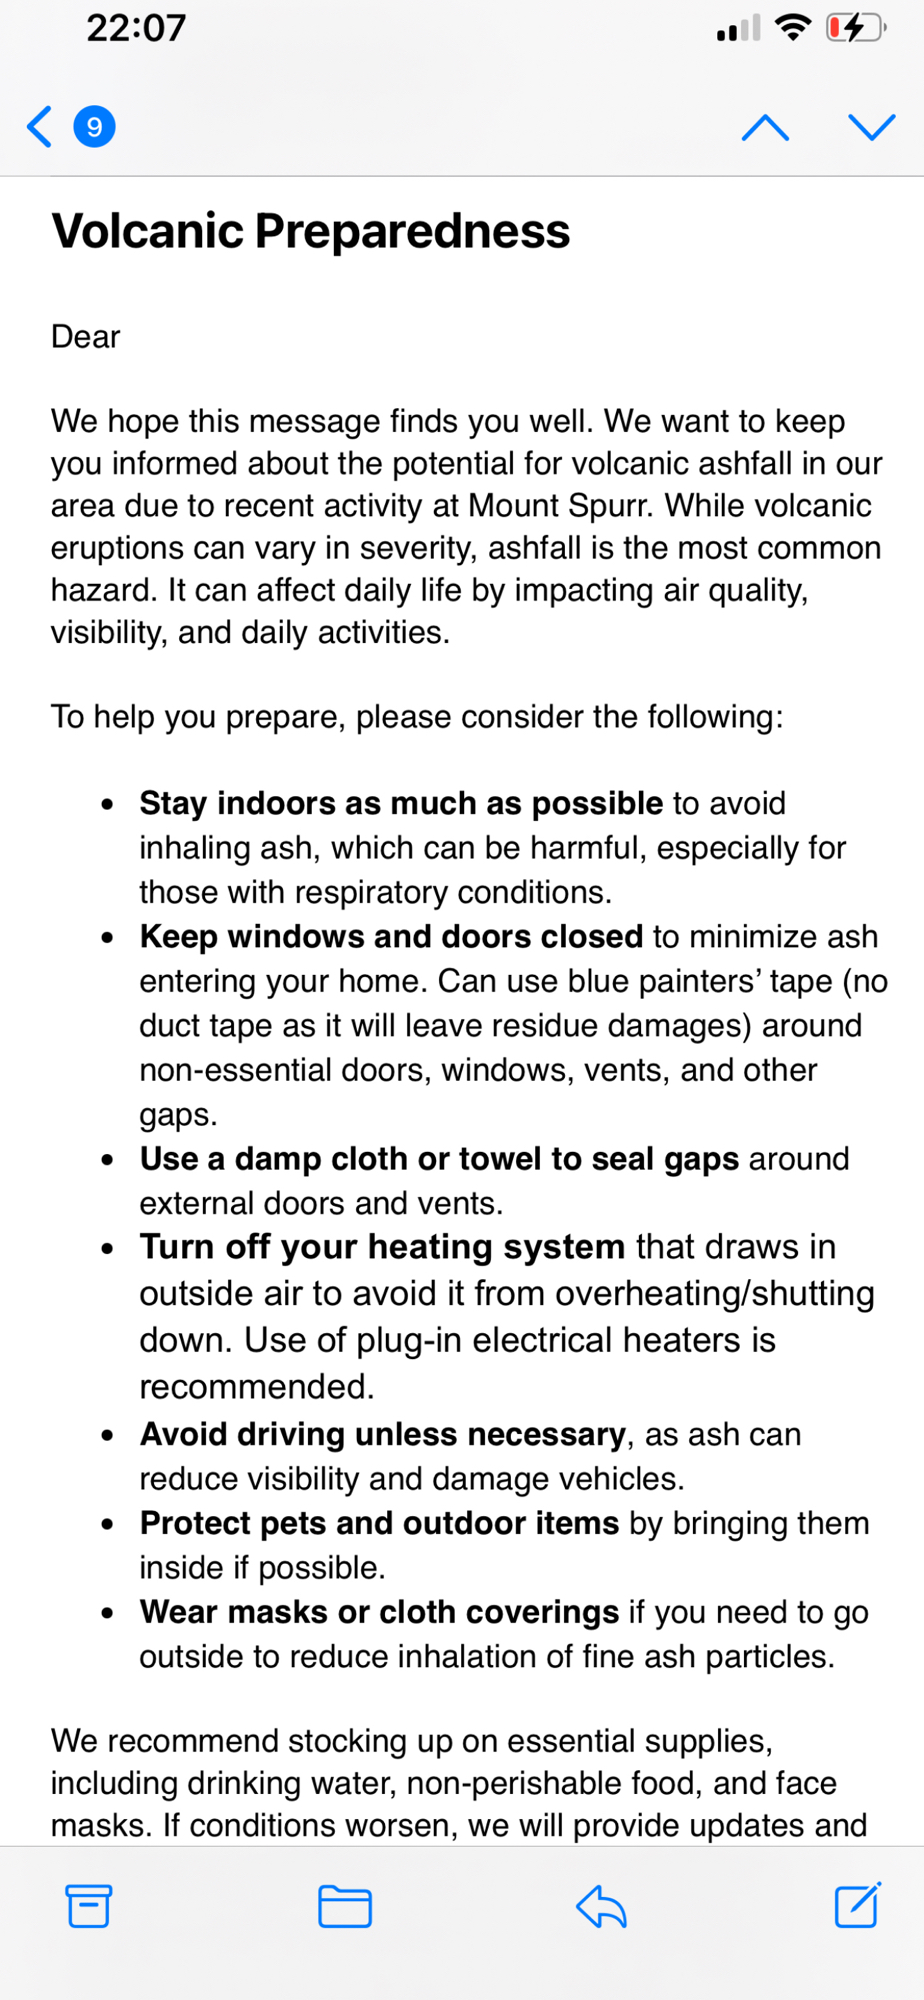 22:07
9
Volcanic Preparedness
Dear
We hope this message finds you well. We want to keep
you informed about the potential for volcanic ashfall in our
area due to recent activity at Mount Spurr. While volcanic
eruptions can vary in severity, ashfall is the most common
hazard. It can affect daily life by impacting air quality,
visibility, and daily activities.
To help you prepare, please consider the following:
• Stay indoors as much as possible to avoid
inhaling ash, which can be harmful, especially for
those with respiratory conditions.
• Keep windows and doors closed to minimize ash
entering your home. Can use blue painters’ tape (no
duct tape as it will leave residue damages) around
non-essential doors, windows, vents, and other
gaps.
• Use a damp cloth or towel to seal gaps around
external doors and vents.
• Turn off your heating system that draws in
outside air to avoid it from overheating/shutting
down. Use of plug-in electrical heaters is
recommended.
• Avoid driving unless necessary, as ash can
reduce visibility and damage vehicles.
• Protect pets and outdoor items by bringing them
inside if possible.
• Wear masks or cloth coverings if you need to go
outside to reduce inhalation of fine ash particles.
We recommend stocking up on essential supplies,
including drinking water, non-perishable food, and face
masks. If conditions worsen, we will provide updates and